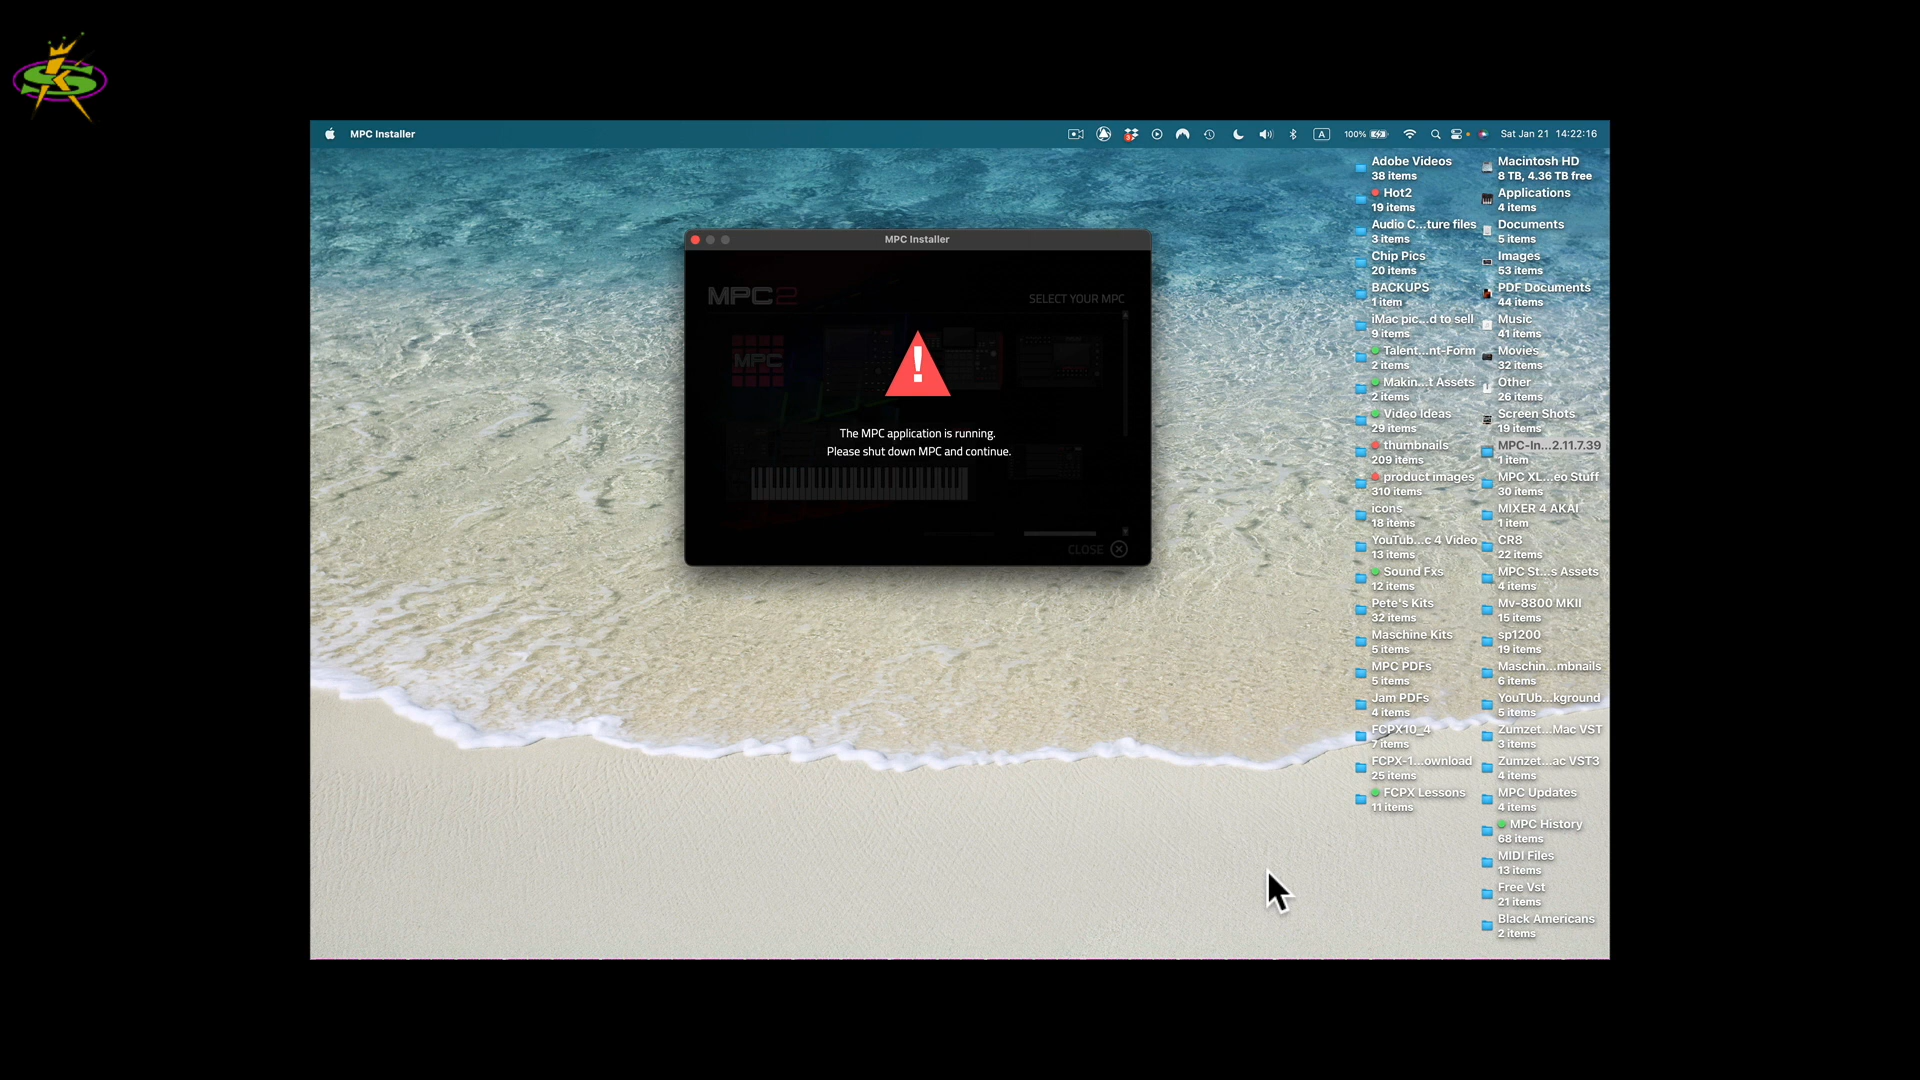 MPC Installer
A
100%
Sat Jan 21 14:22:16
MPC Installer
MPC2
SELECT YOUR MPC
MPC
The MPC application is running.
Please shut down MPC and continue.
CLOSE
Adobe Videos
38 items
Hot2
19 items
Audio C...ture files
3 items
Chip Pics
20 items
BACKUPS
1 item
iMac pic...d to sell
9 items
Talent...nt-Form
2 items
Makin...t Assets
2 items
Video Ideas
29 items
thumbnails
209 items
product images
310 items
icons
18 items
YouTub...c 4 Video
13 items
Sound Fxs
12 items
Pete's Kits
32 items
Maschine Kits
5 items
MPC PDFs
5 items
Jam PDFs
4 items
FCPX10_4
7 items
FCPX-1...ownload
25 items
FCPX Lessons
11 items
Macintosh HD
8 TB, 4.36 TB free
Applications
4 items
Documents
5 items
Images
53 items
PDF Documents
44 items
Music
41 items
Movies
32 items
Other
26 items
Screen Shots
19 items
MPC-In...2.11.7.39
1 item
MPC XL...eo Stuff
30 items
MIXER 4 AKAI
1 item
CR8
22 items
MPC St...s Assets
4 items
Mv-8800 MKII
15 items
sp1200
19 items
Maschin...mbnails
6 items
YouTUb...kground
5 items
Zumzet...Mac VST
3 items
Zumzet...ac VST3
4 items
MPC Updates
4 items
MPC History
68 items
MIDI Files
13 items
Free Vst
21 items
Black Americans
2 items